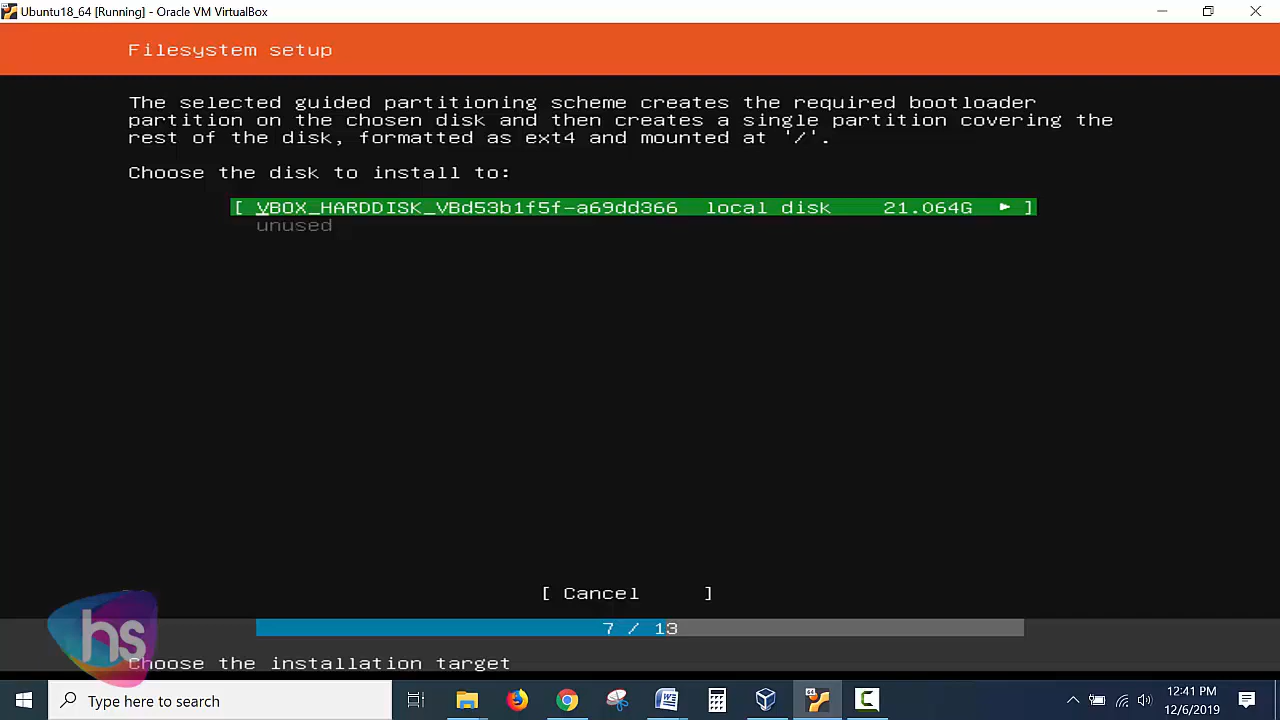 Ubuntu18_64 [Running] - Oracle VM VirtualBox
Filesystem setup
The selected guided partitioning scheme creates the required bootloader
partition on the chosen disk and then creates a single partition covering the
rest of the disk, formatted as ext4 and mounted at '/'.
Choose the disk to install to:
[ VBOX_HARDDISK_VBd53b1f5f-a69dd366 local disk 21.064G ► ]
unused
[ Cancel ]
7 / 13
hs
Choose the installation target
Type here to search
12:41 PM
12/6/2019